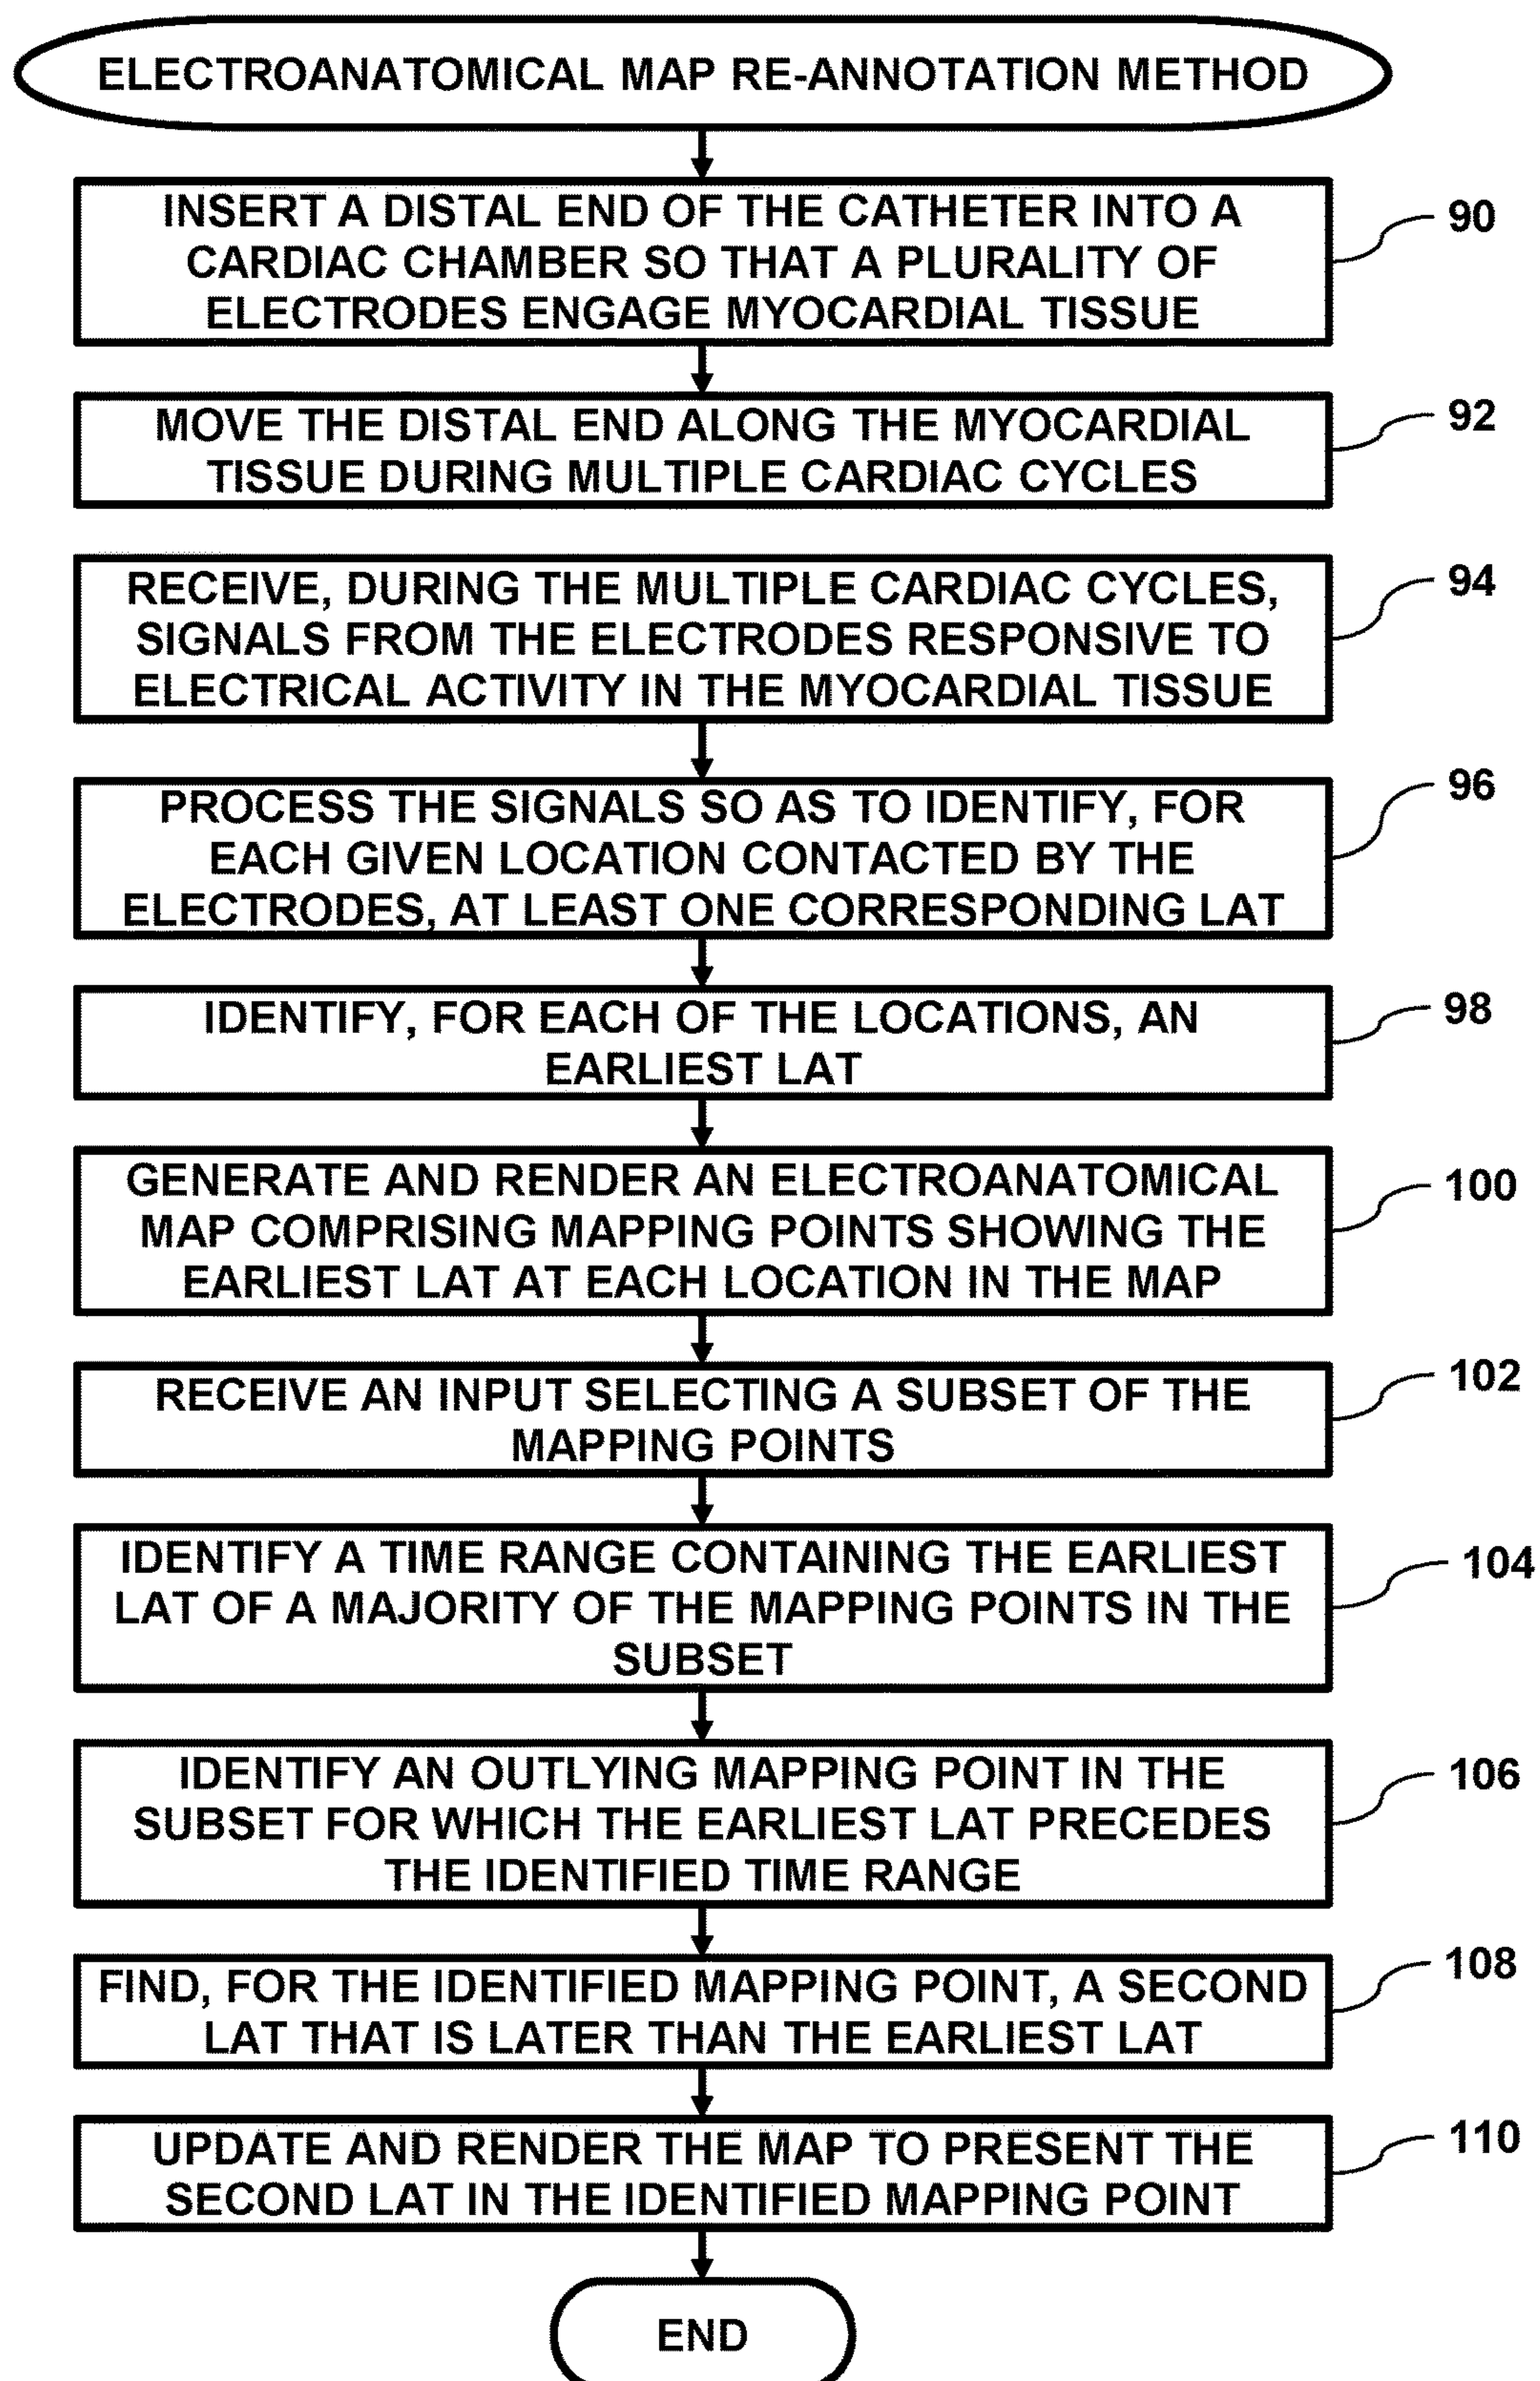 ELECTROANATOMICAL MAP RE-ANNOTATION METHOD
INSERT A DISTAL END OF THE CATHETER INTO A
CARDIAC CHAMBER SO THAT A PLURALITY OF
ELECTRODES ENGAGE MYOCARDIAL TISSUE
90
MOVE THE DISTAL END ALONG THE MYOCARDIAL
TISSUE DURING MULTIPLE CARDIAC CYCLES
92
RECEIVE, DURING THE MULTIPLE CARDIAC CYCLES,
SIGNALS FROM THE ELECTRODES RESPONSIVE TO
ELECTRICAL ACTIVITY IN THE MYOCARDIAL TISSUE
94
PROCESS THE SIGNALS SO AS TO IDENTIFY, FOR
EACH GIVEN LOCATION CONTACTED BY THE
ELECTRODES, AT LEAST ONE CORRESPONDING LAT
96
IDENTIFY, FOR EACH OF THE LOCATIONS, AN
EARLIEST LAT
98
GENERATE AND RENDER AN ELECTROANATOMICAL
MAP COMPRISING MAPPING POINTS SHOWING THE
EARLIEST LAT AT EACH LOCATION IN THE MAP
100
RECEIVE AN INPUT SELECTING A SUBSET OF THE
MAPPING POINTS
102
IDENTIFY A TIME RANGE CONTAINING THE EARLIEST
LAT OF A MAJORITY OF THE MAPPING POINTS IN THE
SUBSET
104
IDENTIFY AN OUTLYING MAPPING POINT IN THE
SUBSET FOR WHICH THE EARLIEST LAT PRECEDES
THE IDENTIFIED TIME RANGE
106
FIND, FOR THE IDENTIFIED MAPPING POINT, A SECOND
LAT THAT IS LATER THAN THE EARLIEST LAT
108
UPDATE AND RENDER THE MAP TO PRESENT THE
SECOND LAT IN THE IDENTIFIED MAPPING POINT
110
END